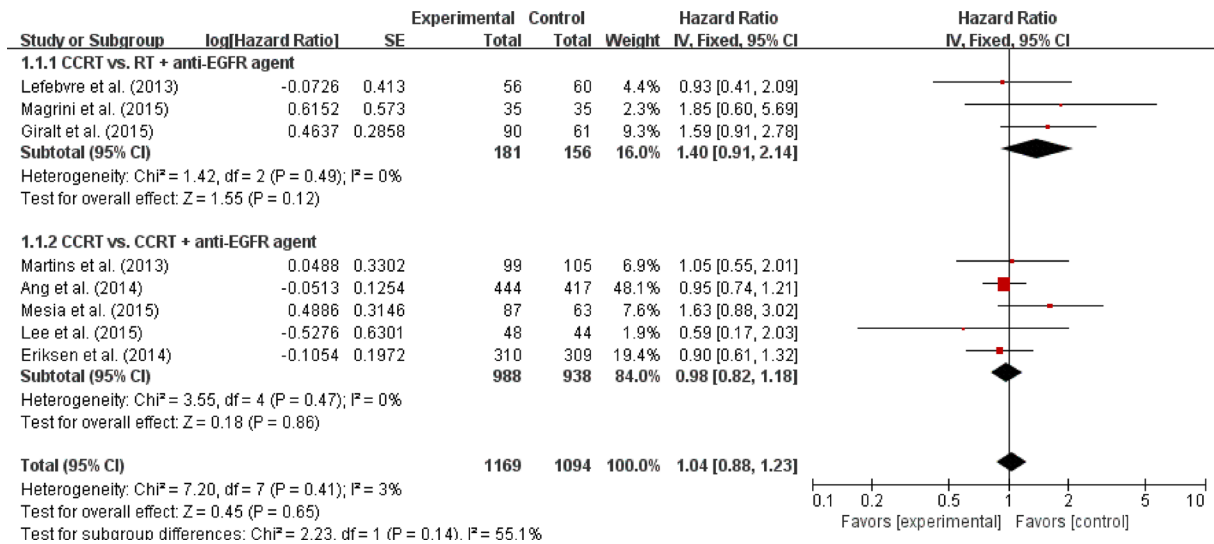 Experimental Control Hazard Ratio Hazard Ratio
Study or Subgroup log[Hazard Ratio] SE Total Total Weight IV, Fixed, 95% CI IV, Fixed, 95% CI
1.1.1 CCRT vs. RT + anti-EGFR agent
Lefebvre et al. (2013) -0.0726 0.413 56 60 4.4% 0.93 [0.41, 2.09]
Magrini et al. (2015) 0.6152 0.573 35 35 2.3% 1.85 [0.60, 5.69]
Giralt et al. (2015) 0.4637 0.2858 90 61 9.3% 1.59 [0.91, 2.78]
Subtotal (95% CI) 181 156 16.0% 1.40 [0.91, 2.14]
Heterogeneity: Chi² = 1.42, df = 2 (P = 0.49); I² = 0%
Test for overall effect: Z = 1.55 (P = 0.12)
1.1.2 CCRT vs. CCRT + anti-EGFR agent
Martins et al. (2013) 0.0488 0.3302 99 105 6.9% 1.05 [0.55, 2.01]
Ang et al. (2014) -0.0513 0.1254 444 417 48.1% 0.95 [0.74, 1.21]
Mesia et al. (2015) 0.4886 0.3146 87 63 7.6% 1.63 [0.88, 3.02]
Lee et al. (2015) -0.5276 0.6301 48 44 1.9% 0.59 [0.17, 2.03]
Eriksen et al. (2014) -0.1054 0.1972 310 309 19.4% 0.90 [0.61, 1.32]
Subtotal (95% CI) 988 938 84.0% 0.98 [0.82, 1.18]
Heterogeneity: Chi² = 3.55, df = 4 (P = 0.47); I² = 0%
Test for overall effect: Z = 0.18 (P = 0.86)
Total (95% CI) 1169 1094 100.0% 1.04 [0.88, 1.23]
Heterogeneity: Chi² = 7.20, df = 7 (P = 0.41); I² = 3%
Test for overall effect: Z = 0.45 (P = 0.65)
Test for subgroup differences: Chi² = 2.23, df = 1 (P = 0.14), I² = 55.1%
0.1 0.2 0.5 1 2 5 10
Favors [experimental] Favors [control]